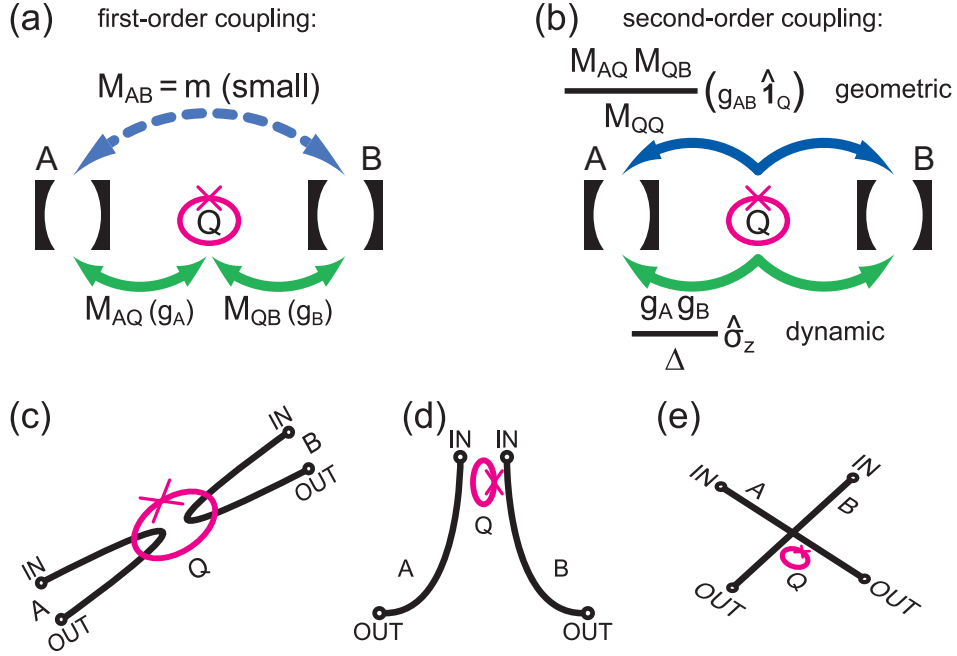 (a) first-order coupling:
M_AB = m (small)
A B
Q
M_AQ (g_A) M_QB (g_B)
(b) second-order coupling:
M_AQ M_QB
M_QQ
(g_AB 1̂_Q) geometric
A B
Q
g_A g_B
Δ
σ̂_z dynamic
(c)
IN
B
OUT
IN
A
OUT
Q
(d)
IN IN
Q
A B
OUT OUT
(e)
IN A B IN
OUT Q OUT